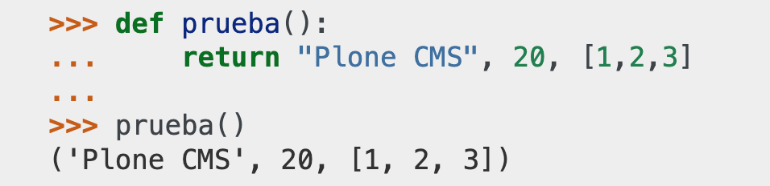 >>> def prueba():
...     return "Plone CMS", 20, [1,2,3]
...
>>> prueba()
('Plone CMS', 20, [1, 2, 3])